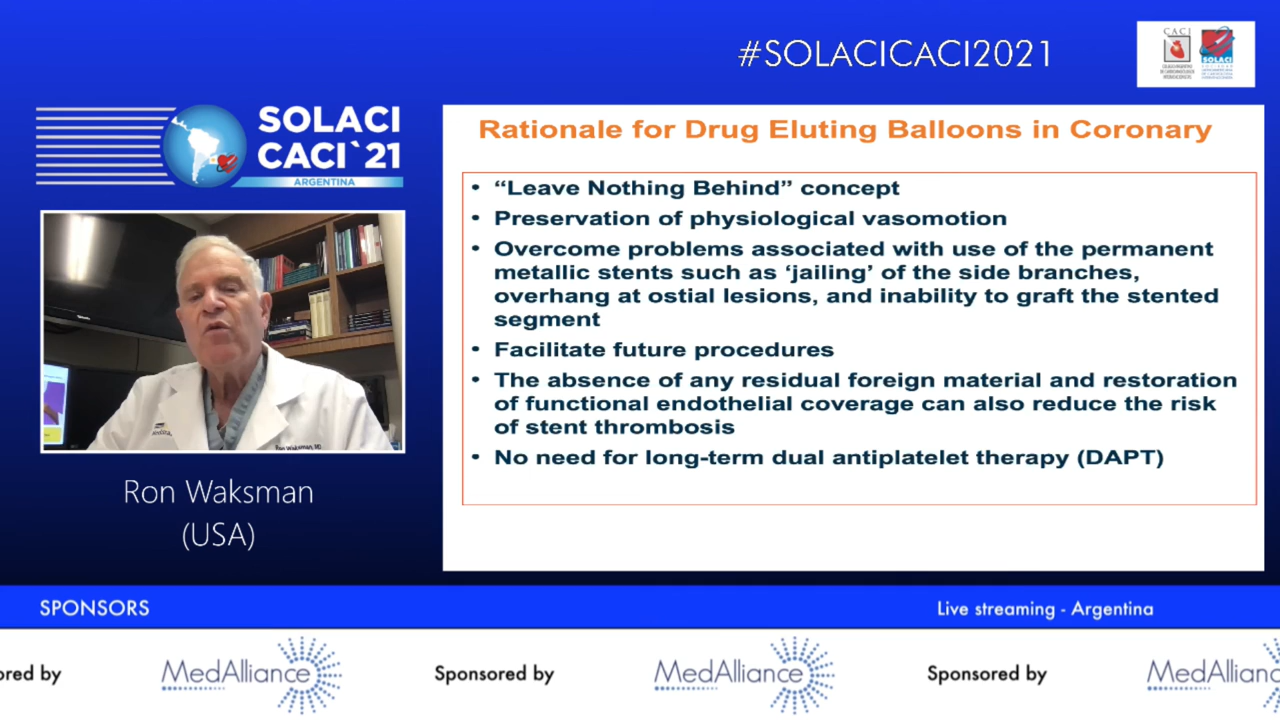 #SOLACICACI2021
CACI
SOLACI
SOLACI
CACI`21
ARGENTINA
Rationale for Drug Eluting Balloons in Coronary
• “Leave Nothing Behind” concept
• Preservation of physiological vasomotion
• Overcome problems associated with use of the permanent
metallic stents such as ‘jailing’ of the side branches,
overhang at ostial lesions, and inability to graft the stented
segment
• Facilitate future procedures
• The absence of any residual foreign material and restoration
of functional endothelial coverage can also reduce the risk
of stent thrombosis
• No need for long-term dual antiplatelet therapy (DAPT)
Ron Waksman
(USA)
SPONSORS
Live streaming - Argentina
ored by
MedAlliance
Sponsored by
MedAlliance
Sponsored by
MedAllianc